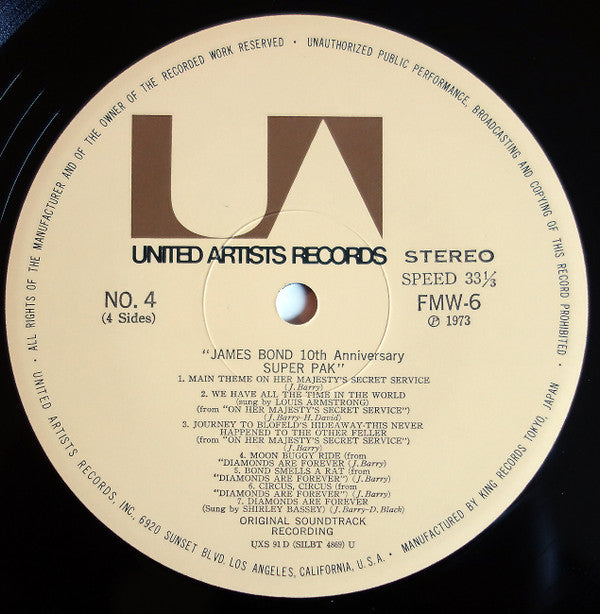 UNITED ARTISTS RECORDS, INC., 6920 SUNSET BLVD. LOS ANGELES, CALIFORNIA, U.S.A. · ALL RIGHTS OF THE MANUFACTURER AND OF THE OWNER OF THE RECORDED WORK RESERVED · UNAUTHORIZED PUBLIC PERFORMANCE, BROADCASTING AND COPYING OF THIS RECORD PROHIBITED · MANUFACTURED BY KING RECORDS TOKYO, JAPAN
UA
UNITED ARTISTS RECORDS
STEREO
SPEED 33⅓
NO. 4
(4 Sides)
FMW-6
℗ 1973
"JAMES BOND 10th Anniversary
SUPER PAK"
1. MAIN THEME ON HER MAJESTY'S SECRET SERVICE
(J.Barry)
2. WE HAVE ALL THE TIME IN THE WORLD
(sung by LOUIS ARMSTRONG)
(from "ON HER MAJESTY'S SECRET SERVICE")
(J.Barry-H.David)
3. JOURNEY TO BLOFELD'S HIDEAWAY-THIS NEVER
HAPPENED TO THE OTHER FELLER
(from "ON HER MAJESTY'S SECRET SERVICE")
(J.Barry)
4. MOON BUGGY RIDE (from
"DIAMONDS ARE FOREVER (J.Barry)
5. BOND SMELLS A RAT (from
"DIAMONDS ARE FOREVER") (J.Barry)
6. CIRCUS, CIRCUS (from
"DIAMONDS ARE FOREVER") (J.Barry)
7. DIAMONDS ARE FOREVER
(Sung by SHIRLEY BASSEY) (J.Barry-D.Black)
ORIGINAL SOUNDTRACK
RECORDING
UXS 91 D (SILBT 4869) U